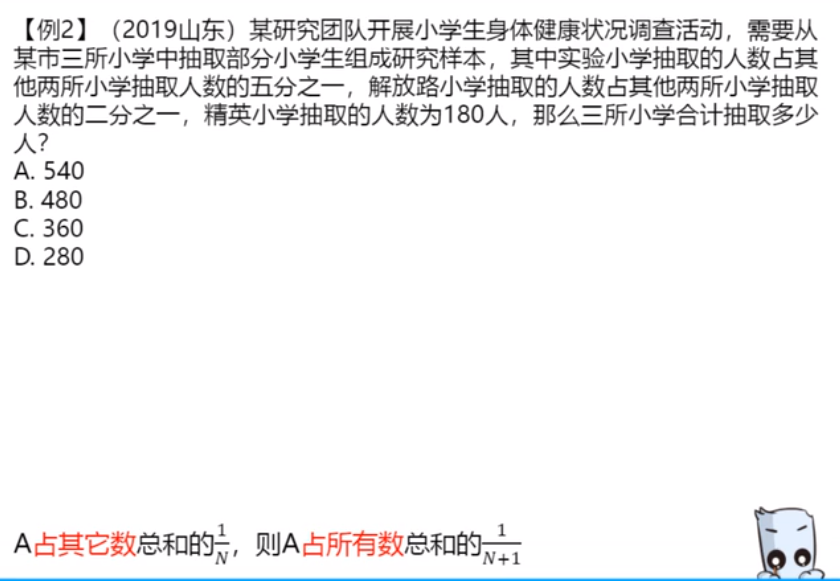 【例2】（2019山东）某研究团队开展小学生身体健康状况调查活动，需要从
某市三所小学中抽取部分小学生组成研究样本，其中实验小学抽取的人数占其
他两所小学抽取人数的五分之一，解放路小学抽取的人数占其他两所小学抽取
人数的二分之一，精英小学抽取的人数为180人，那么三所小学合计抽取多少
人？
A. 540
B. 480
C. 360
D. 280
A占其它数总和的1/N，则A占所有数总和的1/(N+1)